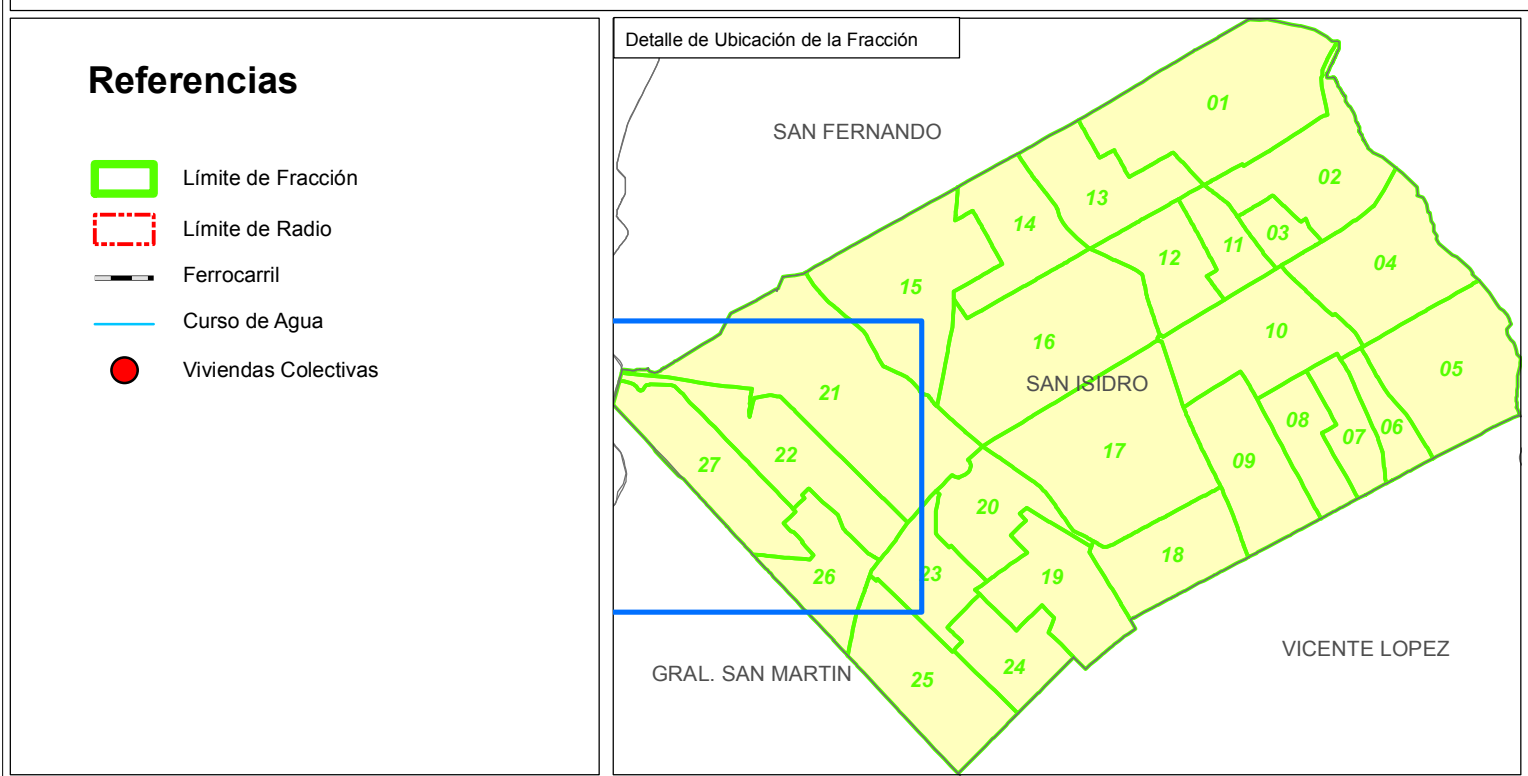 Referencias
Límite de Fracción
Límite de Radio
Ferrocarril
Curso de Agua
Viviendas Colectivas
Detalle de Ubicación de la Fracción
01
SAN FERNANDO
02
13
14
03
11
12
04
15
10
16
05
SAN ISIDRO
21
08
06
07
17
22
09
27
20
18
23
19
26
VICENTE LOPEZ
24
GRAL. SAN MARTIN
25